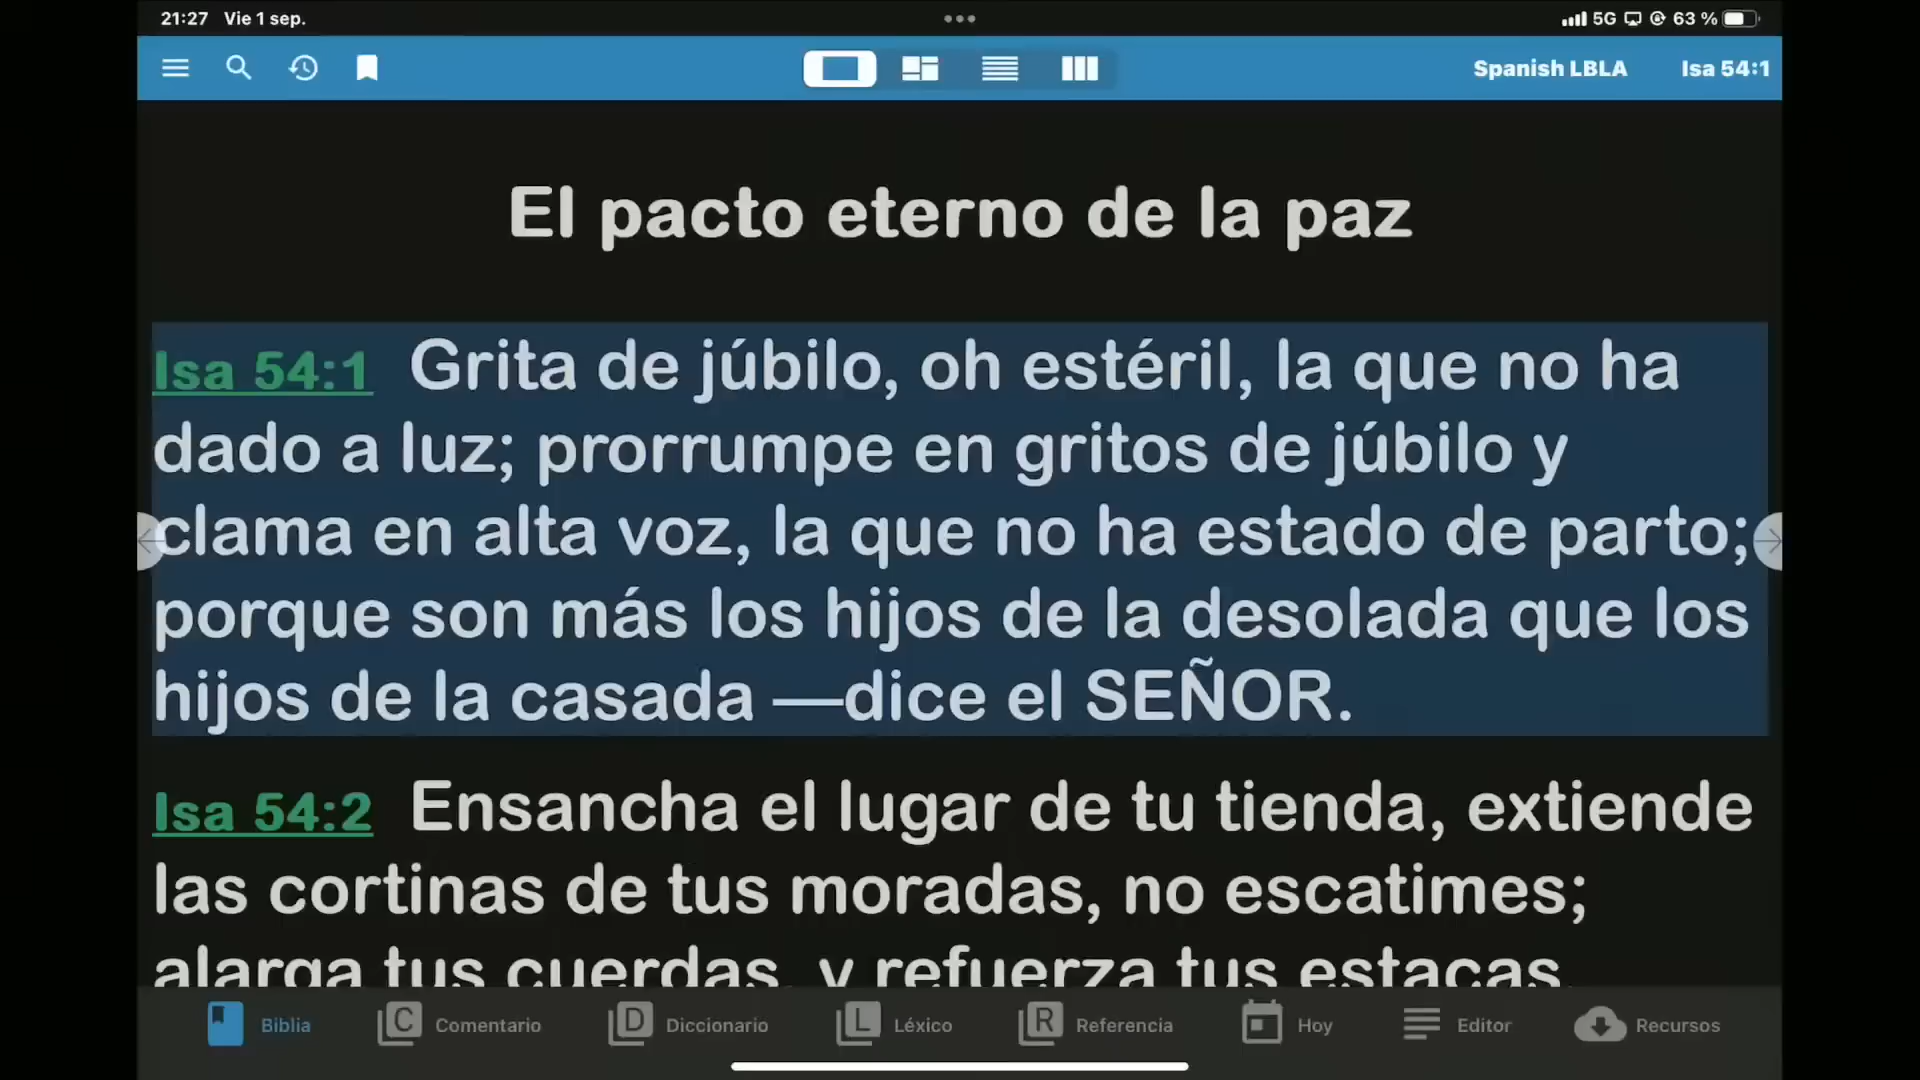 21:27 Vie 1 sep.
5G 63 %
Spanish LBLA Isa 54:1
El pacto eterno de la paz
Isa 54:1 Grita de júbilo, oh estéril, la que no ha
dado a luz; prorrumpe en gritos de júbilo y
clama en alta voz, la que no ha estado de parto;
porque son más los hijos de la desolada que los
hijos de la casada —dice el SEÑOR.
Isa 54:2 Ensancha el lugar de tu tienda, extiende
las cortinas de tus moradas, no escatimes;
alarga tus cuerdas, y refuerza tus estacas.
Biblia C Comentario D Diccionario L Léxico R Referencia Hoy Editor Recursos